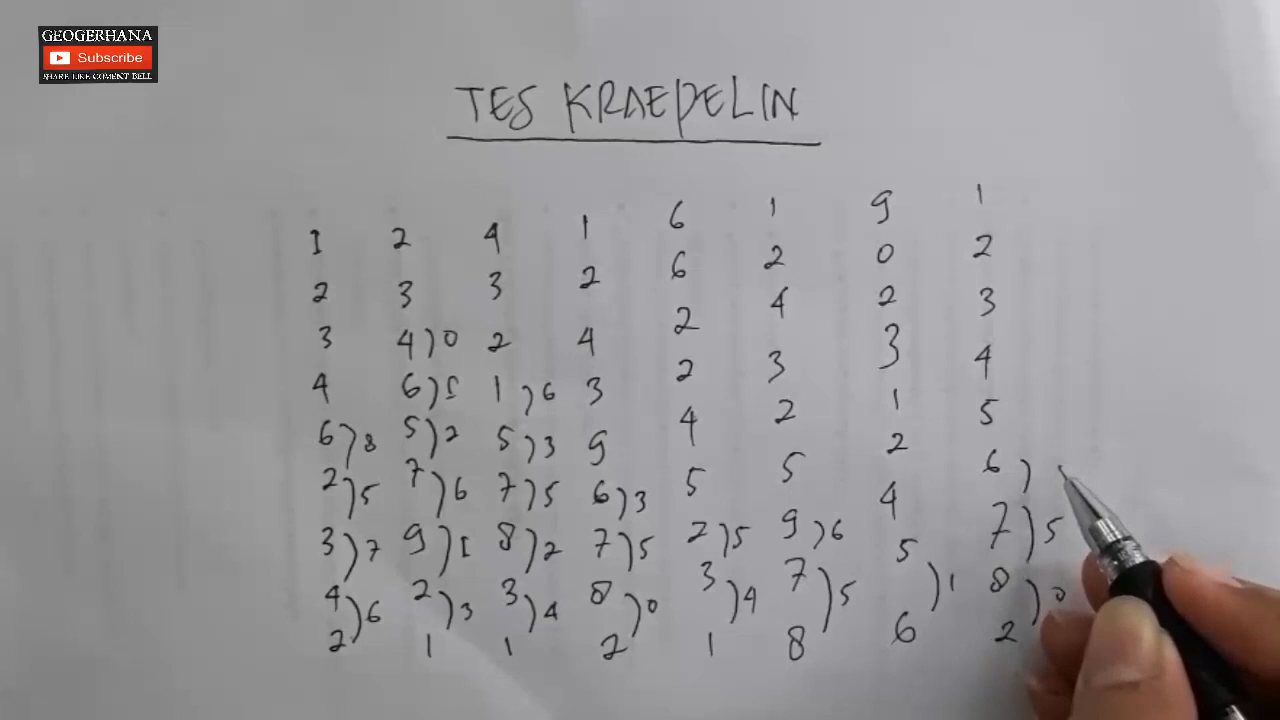 GEOGERHANA
Subscribe
SHARE LIKE COMENT BELL
TES KRAEPELIN
1 2 4 1 6 1 9 1
2 3 3 2 6 2 0 2
3 4)0 2 4 2 4 2 3
4 6)1 1)6 3 2 3 3 4
6)8 5)2 5)3 9 4 2 1 5
2)5 7)6 7)5 6)3 5 5 2 6)
3)7 9)1 8)2 7)5 2)5 9)6 4 7)5
4)6 2)3 3)4 8)0 3)4 7)5 5)1 8)0
2 1 1 2 1 8 6 2